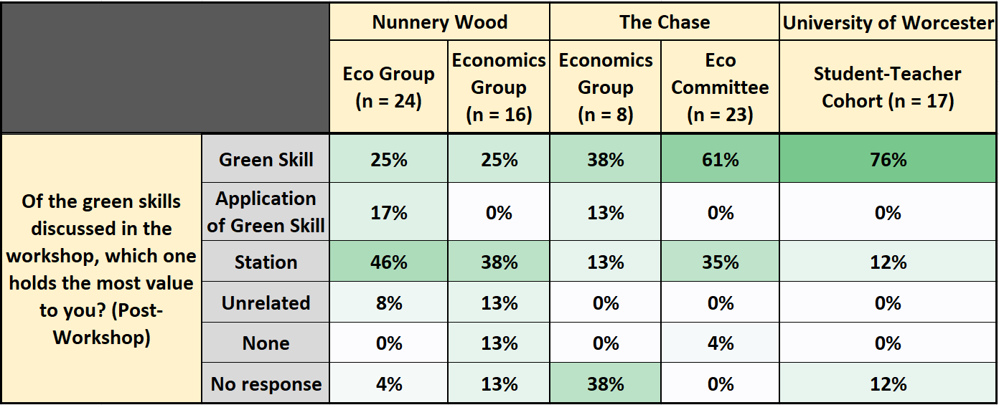 Nunnery Wood The Chase University of Worcester
Eco Group
(n = 24)
Economics
Group
(n = 16)
Economics
Group
(n = 8)
Eco
Committee
(n = 23)
Student-Teacher
Cohort (n = 17)
Of the green skills
discussed in the
workshop, which one
holds the most value
to you? (Post-
Workshop)
Green Skill 25% 25% 38% 61% 76%
Application
of Green Skill 17% 0% 13% 0% 0%
Station 46% 38% 13% 35% 12%
Unrelated 8% 13% 0% 0% 0%
None 0% 13% 0% 4% 0%
No response 4% 13% 38% 0% 12%